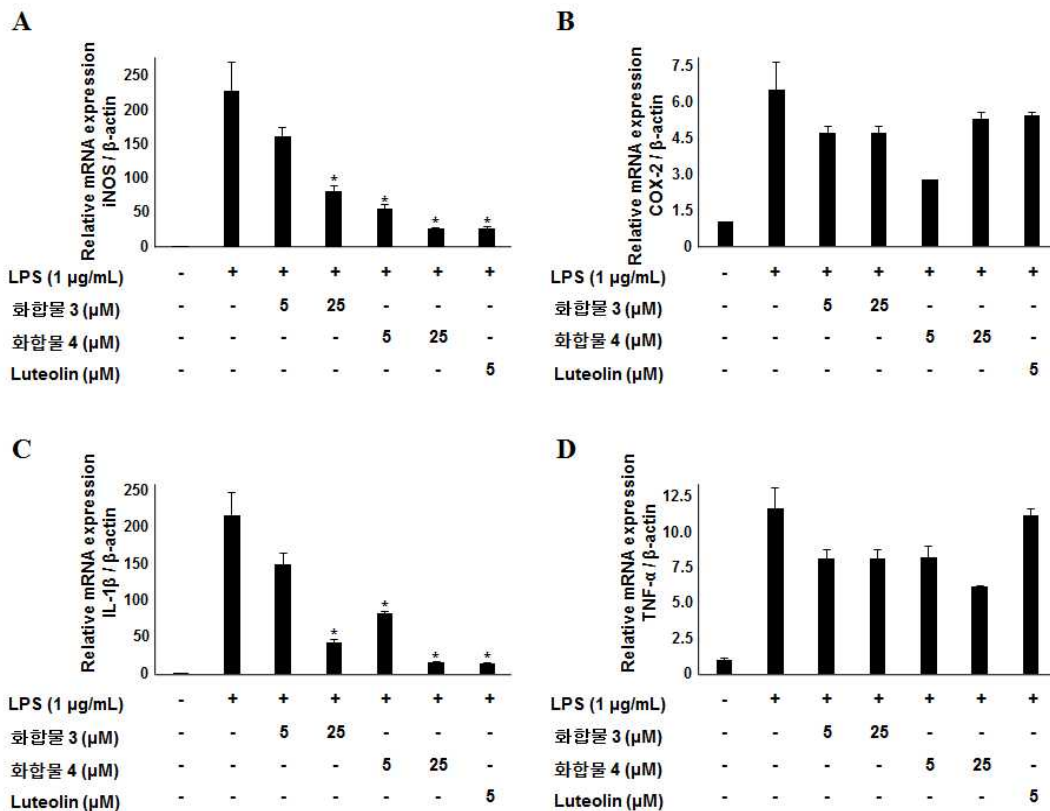 A
Relative mRNA expression
iNOS / β-actin
250
200
150
100
50
0
* * * *
LPS (1 µg/mL) - + + + + + +
화합물 3 (µM) - - 5 25 - - -
화합물 4 (µM) - - - - 5 25 -
Luteolin (µM) - - - - - - 5
B
Relative mRNA expression
COX-2 / β-actin
7.5
6.0
4.5
3.0
1.5
0
LPS (1 µg/mL) - + + + + + +
화합물 3 (µM) - - 5 25 - - -
화합물 4 (µM) - - - - 5 25 -
Luteolin (µM) - - - - - - 5
C
Relative mRNA expression
IL-1β / β-actin
250
200
150
100
50
0
* * * *
LPS (1 µg/mL) - + + + + + +
화합물 3 (µM) - - 5 25 - - -
화합물 4 (µM) - - - - 5 25 -
Luteolin (µM) - - - - - - 5
D
Relative mRNA expression
TNF-α / β-actin
12.5
10.0
7.5
5.0
2.5
0
LPS (1 µg/mL) - + + + + + +
화합물 3 (µM) - - 5 25 - - -
화합물 4 (µM) - - - - 5 25 -
Luteolin (µM) - - - - - - 5